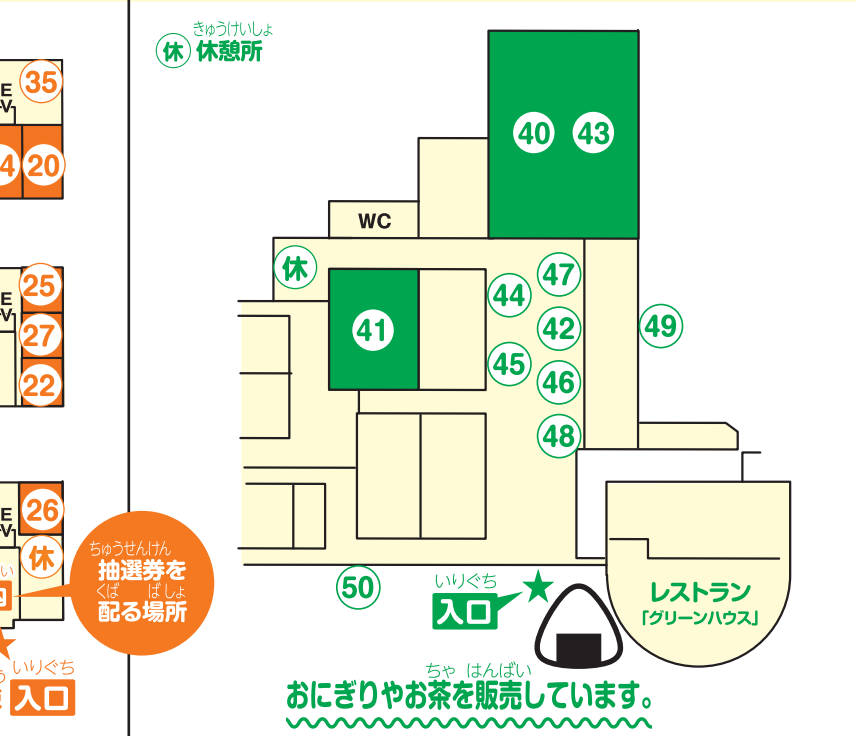 きゅうけいしょ
休 休憩所
E
V
35
4 20
40 43
WC
休
47
44
41
42
49
45
46
48
E
V
25
27
22
E
V
26
休
ちゅうせんけん
抽選券を
くば ばしょ
配る場所
い
いりぐち
入口
50
いりぐち
入口
レストラン
「グリーンハウス」
ちゃ はんばい
おにぎりやお茶を販売しています。